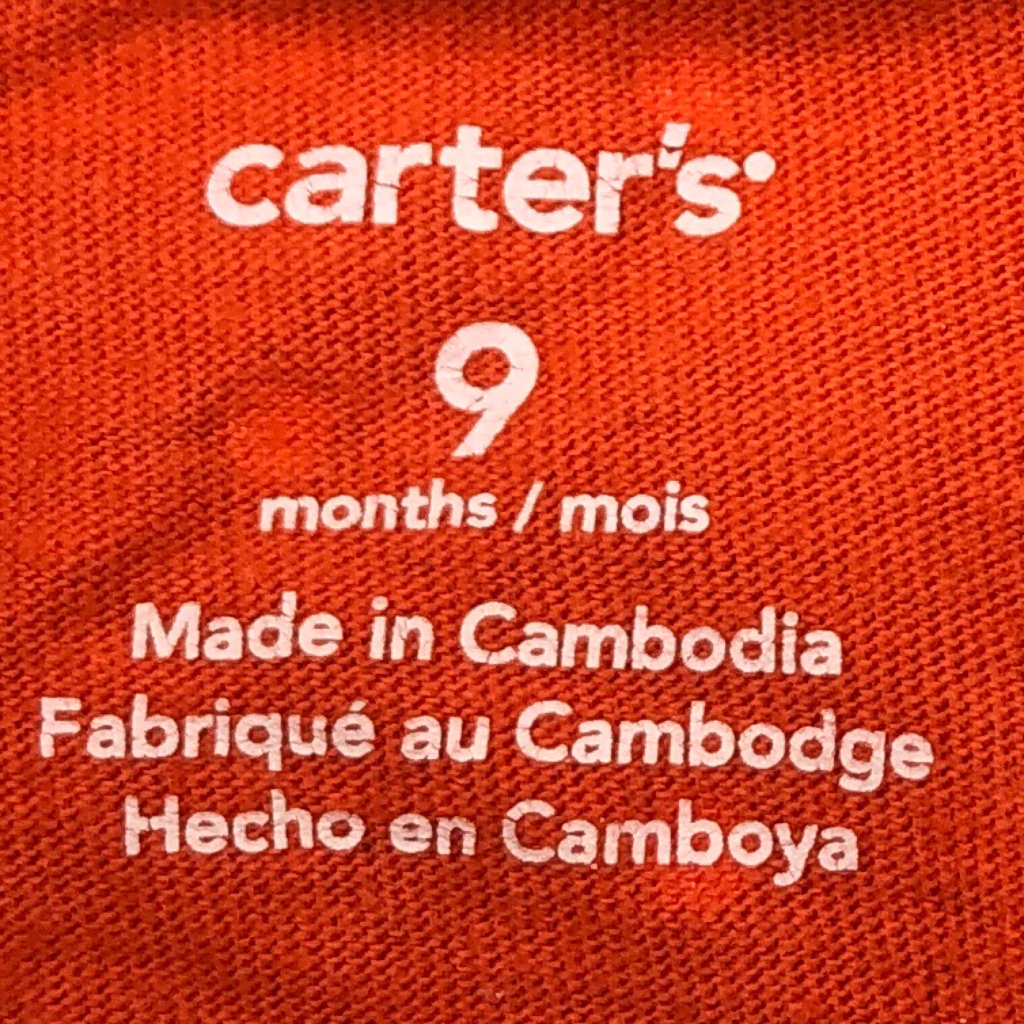 carter's
9
months / mois
Made in Cambodia
Fabriqué au Cambodge
Hecho en Camboya